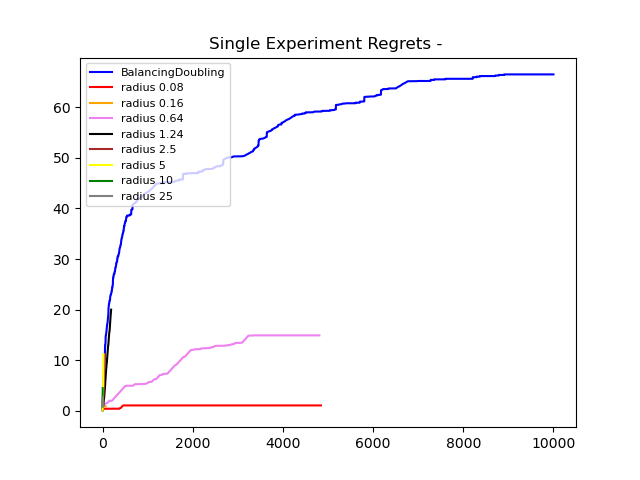 Single Experiment Regrets -
BalancingDoubling
radius 0.08
radius 0.16
radius 0.64
radius 1.24
radius 2.5
radius 5
radius 10
radius 25
60
50
40
30
20
10
0
0 2000 4000 6000 8000 10000